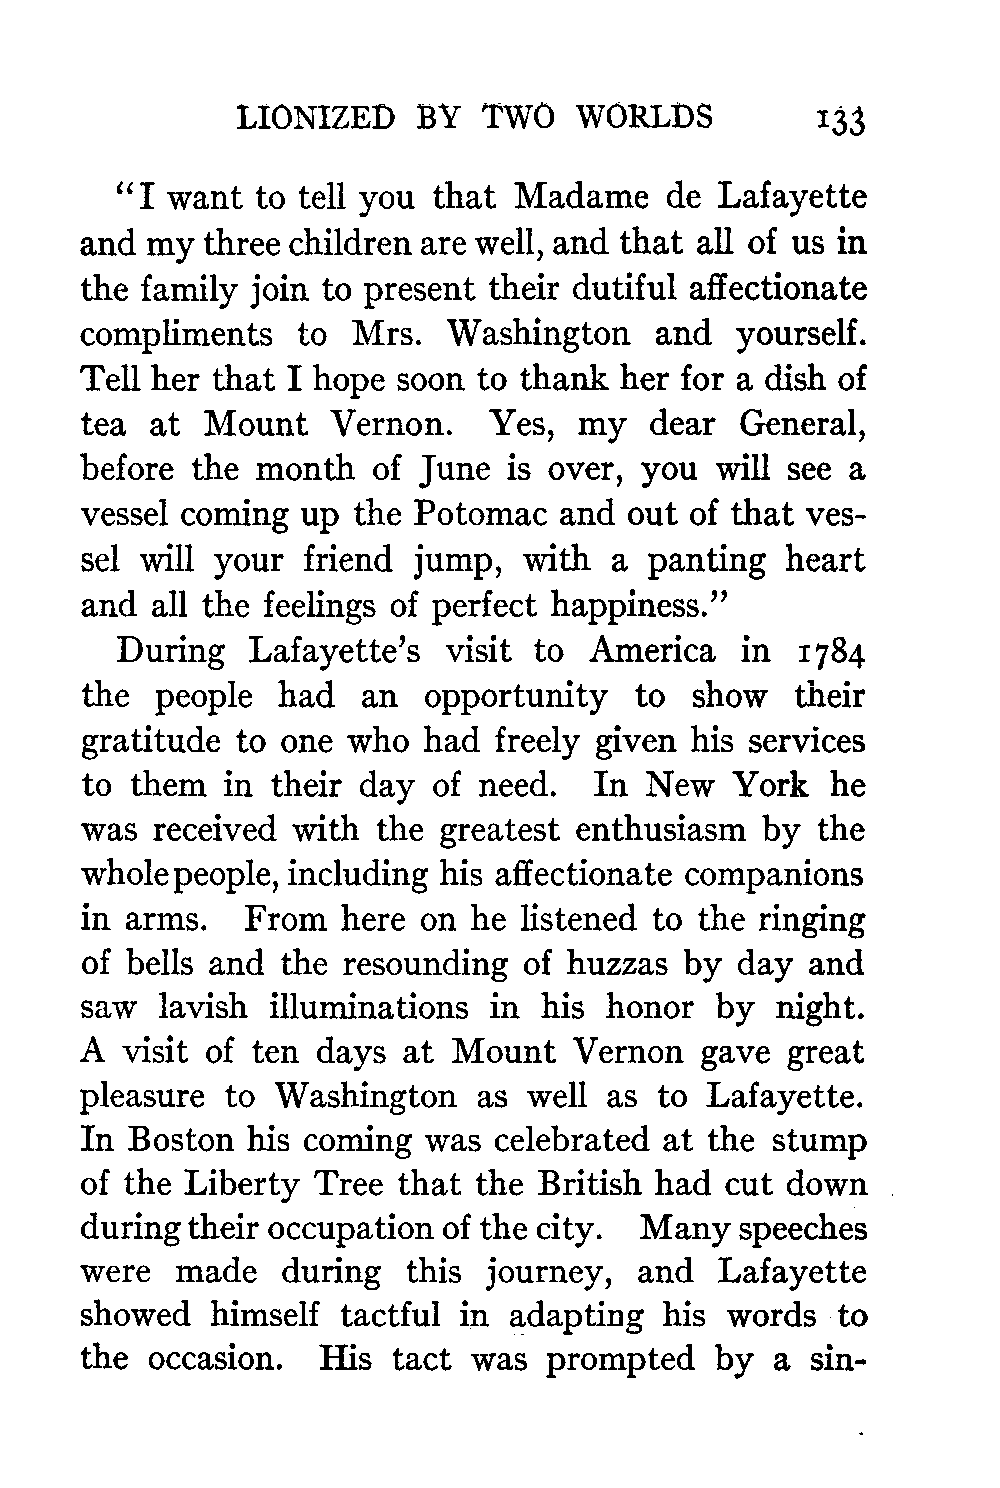 LIONIZED BY TWO WORLDS 133
"I want to tell you that Madame de Lafayette
and my three children are well, and that all of us in
the family join to present their dutiful affectionate
compliments to Mrs. Washington and yourself.
Tell her that I hope soon to thank her for a dish of
tea at Mount Vernon. Yes, my dear General,
before the month of June is over, you will see a
vessel coming up the Potomac and out of that ves-
sel will your friend jump, with a panting heart
and all the feelings of perfect happiness."
During Lafayette's visit to America in 1784
the people had an opportunity to show their
gratitude to one who had freely given his services
to them in their day of need. In New York he
was received with the greatest enthusiasm by the
whole people, including his affectionate companions
in arms. From here on he listened to the ringing
of bells and the resounding of huzzas by day and
saw lavish illuminations in his honor by night.
A visit of ten days at Mount Vernon gave great
pleasure to Washington as well as to Lafayette.
In Boston his coming was celebrated at the stump
of the Liberty Tree that the British had cut down
during their occupation of the city. Many speeches
were made during this journey, and Lafayette
showed himself tactful in adapting his words to
the occasion. His tact was prompted by a sin-